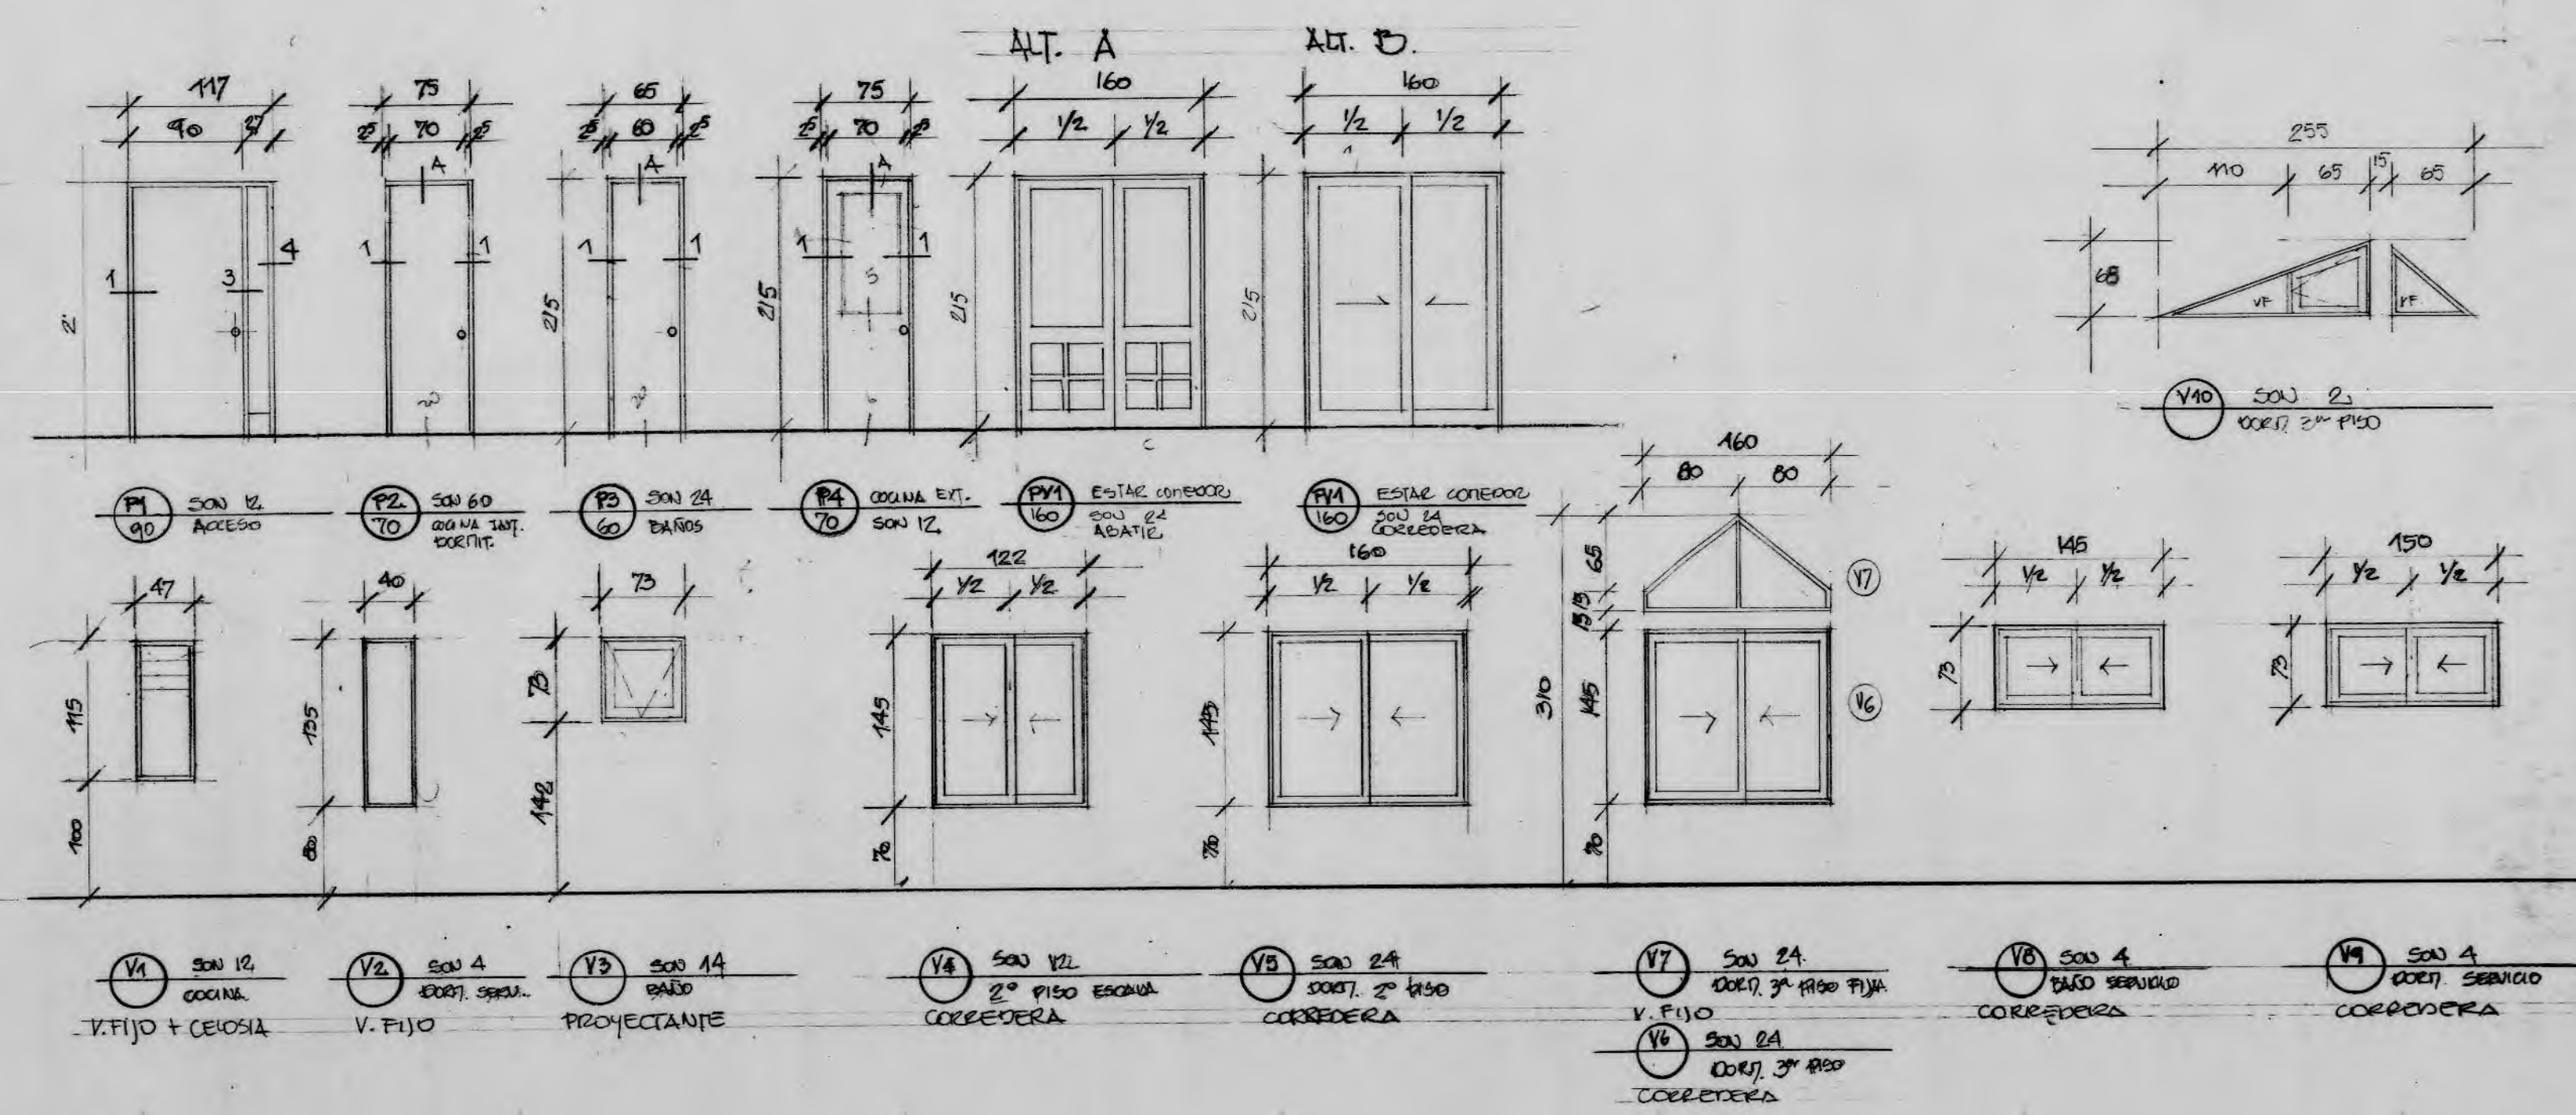 ALT. A
ALT. B.
117
90 27
75
2⁵ 70 2⁵
65
2⁵ 60 2⁵
75
2⁵ 70 2⁵
160
1/2 1/2
160
1/2 1/2
255
110 65 15 65
1 3 4
A
1 1
A
1 1
A
1 1
5
6
215
215
215
215
68
VF
VF
V10 SON 2
DORM. 3er PISO
P1 SON 12
90 ACCESO
P2 SON 60
70 COCINA INT.
DORMIT.
P3 SON 24
60 BAÑOS
P4 COCINA EXT.
70 SON 12
PV1 ESTAR COMEDOR
160 SON 24
ABATIR
PV1 ESTAR COMEDOR
160 SON 24
CORREDERA
47
115
100
40
135
80
73
73
142
122
1/2 1/2
145
70
160
1/2 1/2
145
70
160
80 80
310
65
15
15
145
70
V7
V6
145
1/2 1/2
73
150
1/2 1/2
73
V1 SON 12
COCINA
V. FIJO + CELOSIA
V2 SON 4
DORM. SERV.
V. FIJO
V3 SON 14
BAÑO
PROYECTANTE
V4 SON 12
2º PISO ESCALA
CORREDERA
V5 SON 24
DORM. 2º PISO
CORREDERA
V7 SON 24
DORM. 3er PISO FIJA
V. FIJO
V6 SON 24
DORM. 3er PISO
CORREDERA
V8 SON 4
BAÑO SERVICIO
CORREDERA
V9 SON 4
DORM. SERVICIO
CORREDERA